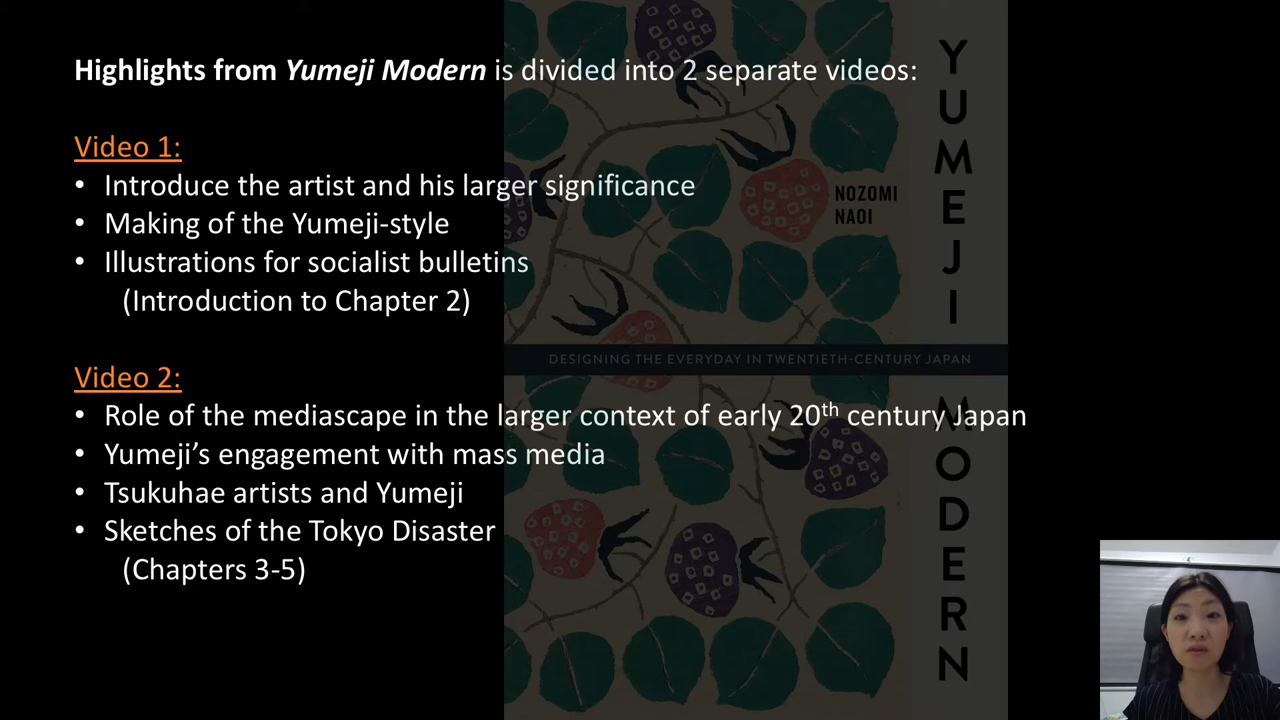 Highlights from Yumeji Modern is divided into 2 separate videos:
Video 1:
• Introduce the artist and his larger significance
• Making of the Yumeji-style
• Illustrations for socialist bulletins
(Introduction to Chapter 2)
Video 2:
• Role of the mediascape in the larger context of early 20th century Japan
• Yumeji’s engagement with mass media
• Tsukuhae artists and Yumeji
• Sketches of the Tokyo Disaster
(Chapters 3-5)
NOZOMI
NAOI
YUMEJI
DESIGNING THE EVERYDAY IN TWENTIETH-CENTURY JAPAN
MODERN